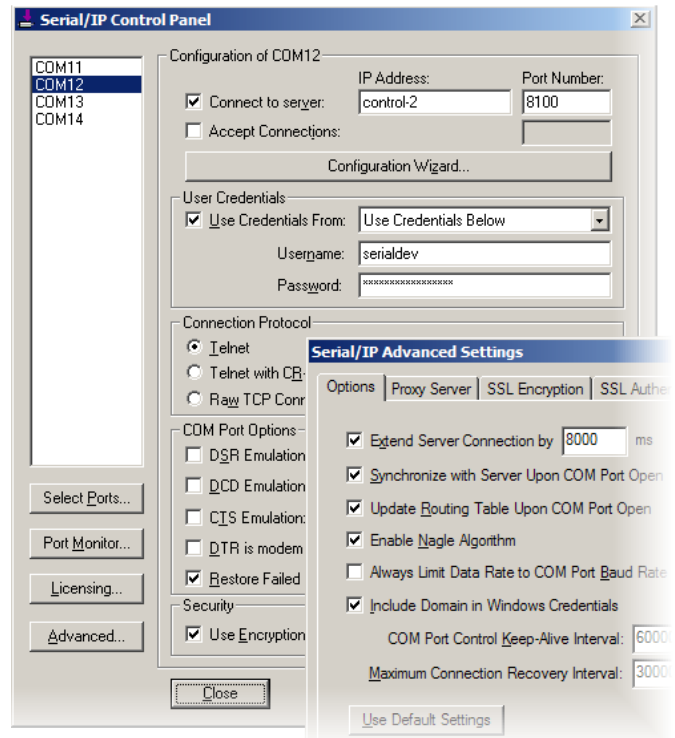 Serial/IP Control Panel
COM11
COM12
COM13
COM14
Select Ports...
Port Monitor...
Licensing...
Advanced...
Configuration of COM12
IP Address: Port Number:
Connect to server: control-2 8100
Accept Connections:
Configuration Wizard...
User Credentials
Use Credentials From: Use Credentials Below
Username: serialdev
Password: *****************
Connection Protocol
Telnet
Telnet with CR-
Raw TCP Conn
COM Port Options
DSR Emulation
DCD Emulation
CTS Emulation:
DTR is modem
Restore Failed
Security
Use Encryption
Close
Serial/IP Advanced Settings
Options Proxy Server SSL Encryption SSL Authe
Extend Server Connection by 8000 ms
Synchronize with Server Upon COM Port Open
Update Routing Table Upon COM Port Open
Enable Nagle Algorithm
Always Limit Data Rate to COM Port Baud Rate
Include Domain in Windows Credentials
COM Port Control Keep-Alive Interval: 6000
Maximum Connection Recovery Interval: 3000
Use Default Settings